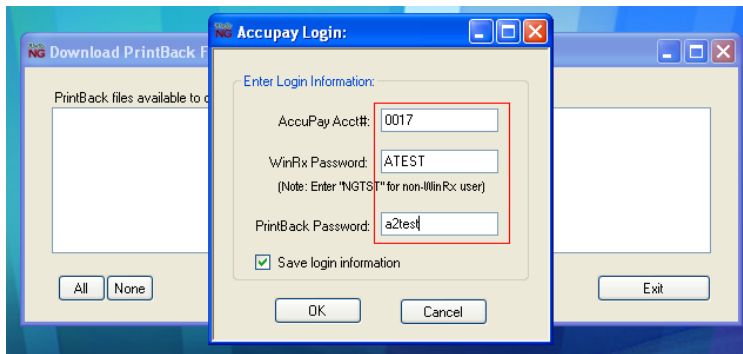 NG Accupay Login:
NG Download PrintBack F
Enter Login Information:
PrintBack files available to d
AccuPay Acct#: 0017
WinRx Password: ATEST
(Note: Enter "NGTST" for non-WinRx user)
PrintBack Password: a2test
Save login information
All None Exit
OK Cancel